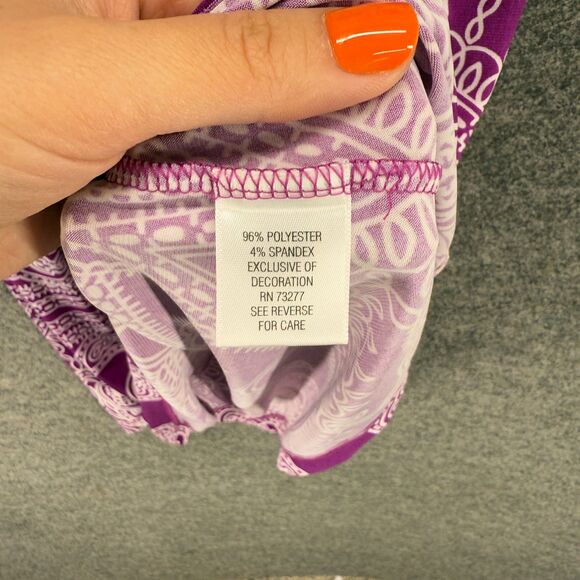 96% POLYESTER
4% SPANDEX
EXCLUSIVE OF
DECORATION
RN 73277
SEE REVERSE
FOR CARE